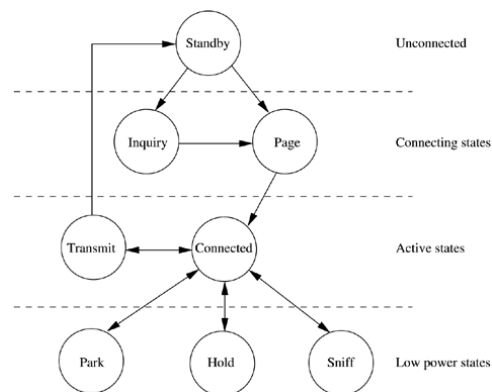 Standby
Unconnected
Inquiry
Page
Connecting states
Transmit
Connected
Active states
Park
Hold
Sniff
Low power states